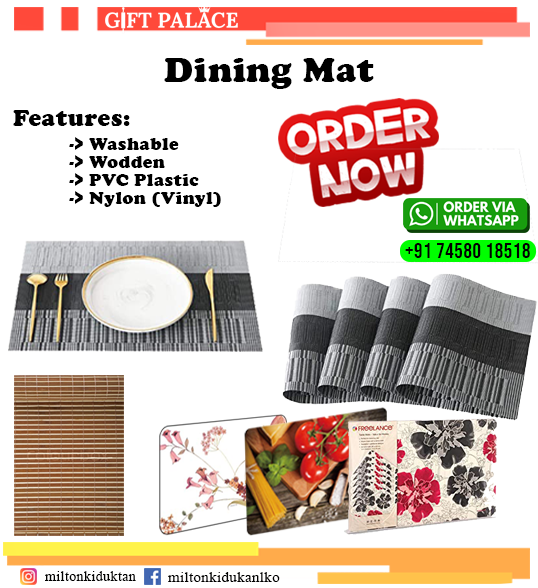 GIFT PALACE
Dining Mat
Features:
-> Washable
-> Wodden
-> PVC Plastic
-> Nylon (Vinyl)
ORDER
NOW
ORDER VIA
WHATSAPP
+91 74580 18518
FREELANCE
miltonkiduktan
miltonkidukanlko